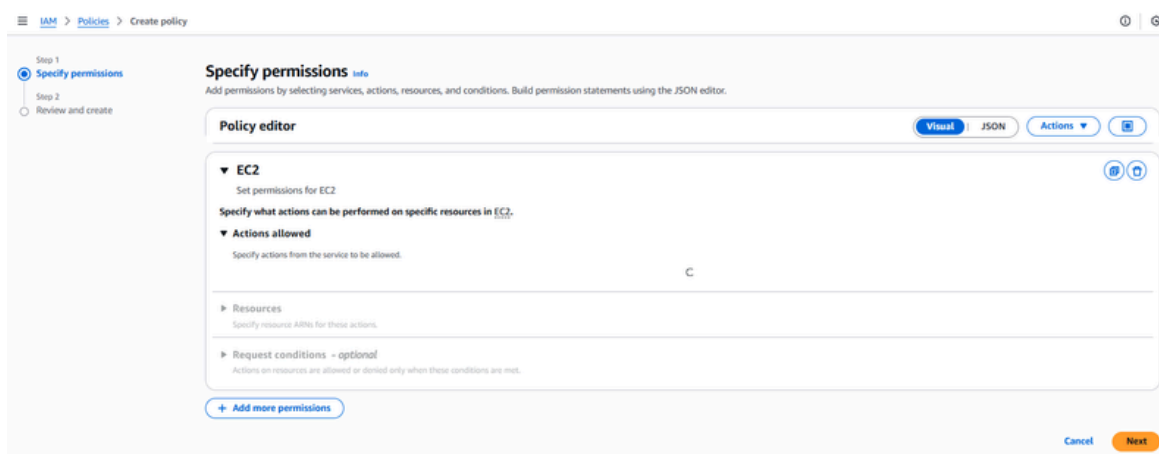 IAM > Policies > Create policy
Step 1
Specify permissions
Step 2
Review and create
Specify permissions Info
Add permissions by selecting services, actions, resources, and conditions. Build permission statements using the JSON editor.
Policy editor
Visual | JSON
Actions ▼
▼ EC2
Set permissions for EC2
Specify what actions can be performed on specific resources in EC2.
▼ Actions allowed
Specify actions from the service to be allowed.
▶ Resources
Specify resource ARNs for these actions.
▶ Request conditions - optional
Actions on resources are allowed or denied only when these conditions are met.
+ Add more permissions
Cancel
Next